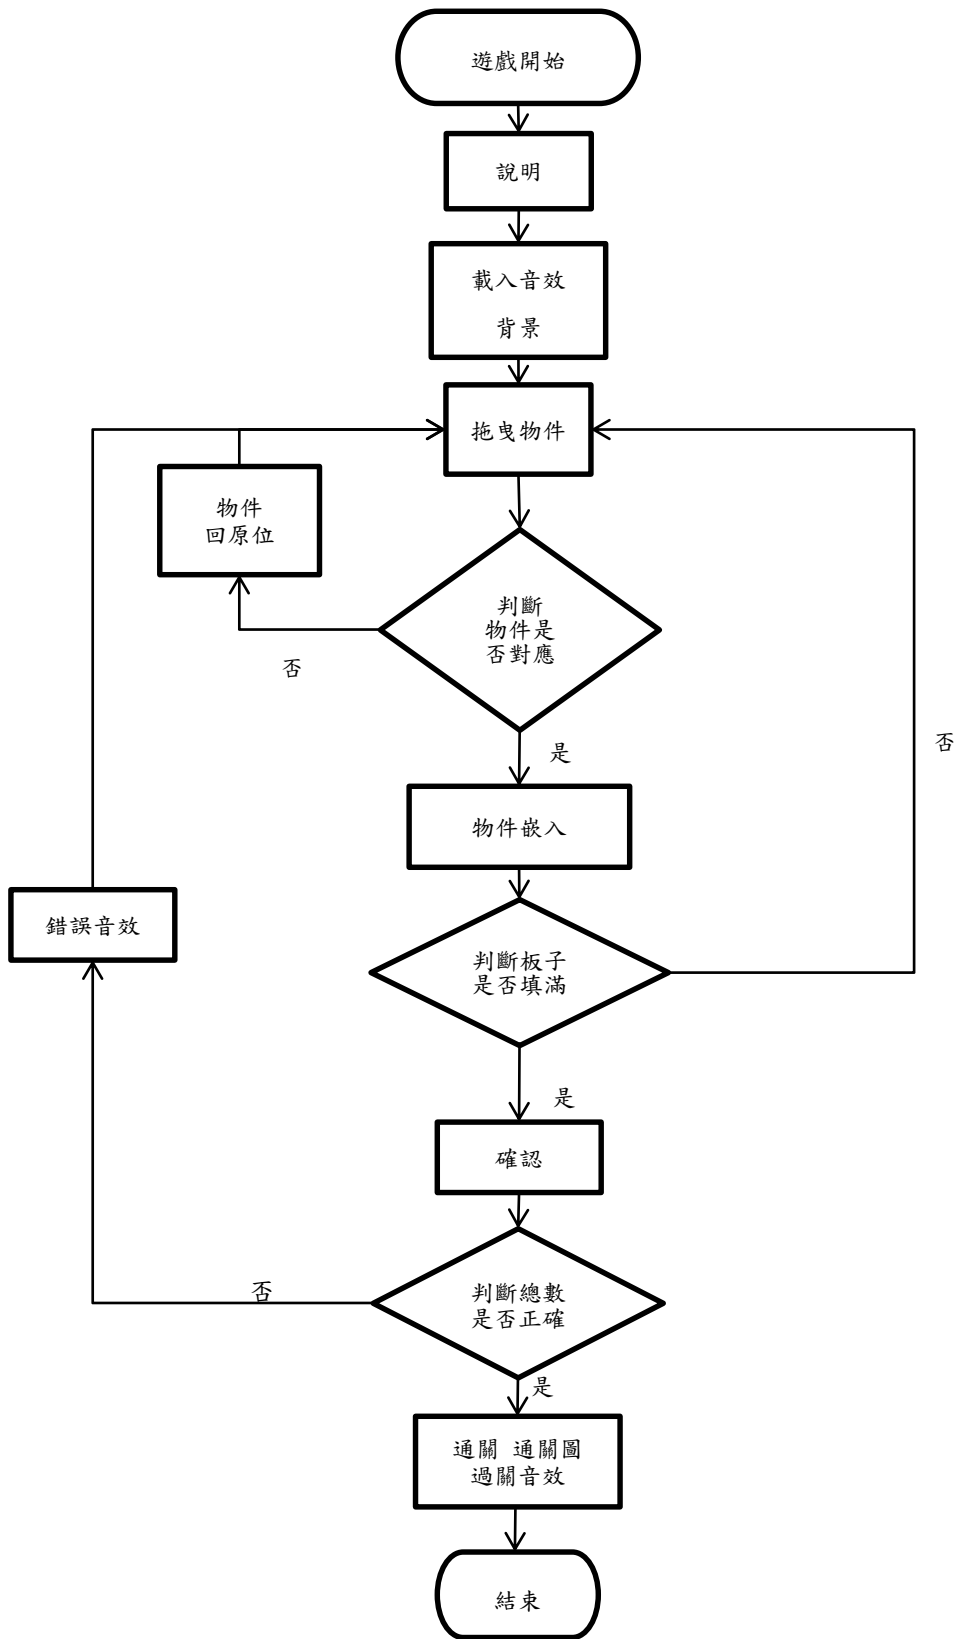 遊戲開始
說明
載入音效
背景
拖曳物件
物件
回原位
判斷
物件是
否對應
否
是
否
物件嵌入
錯誤音效
判斷板子
是否填滿
是
確認
否
判斷總數
是否正確
是
通關 通關圖
過關音效
結束